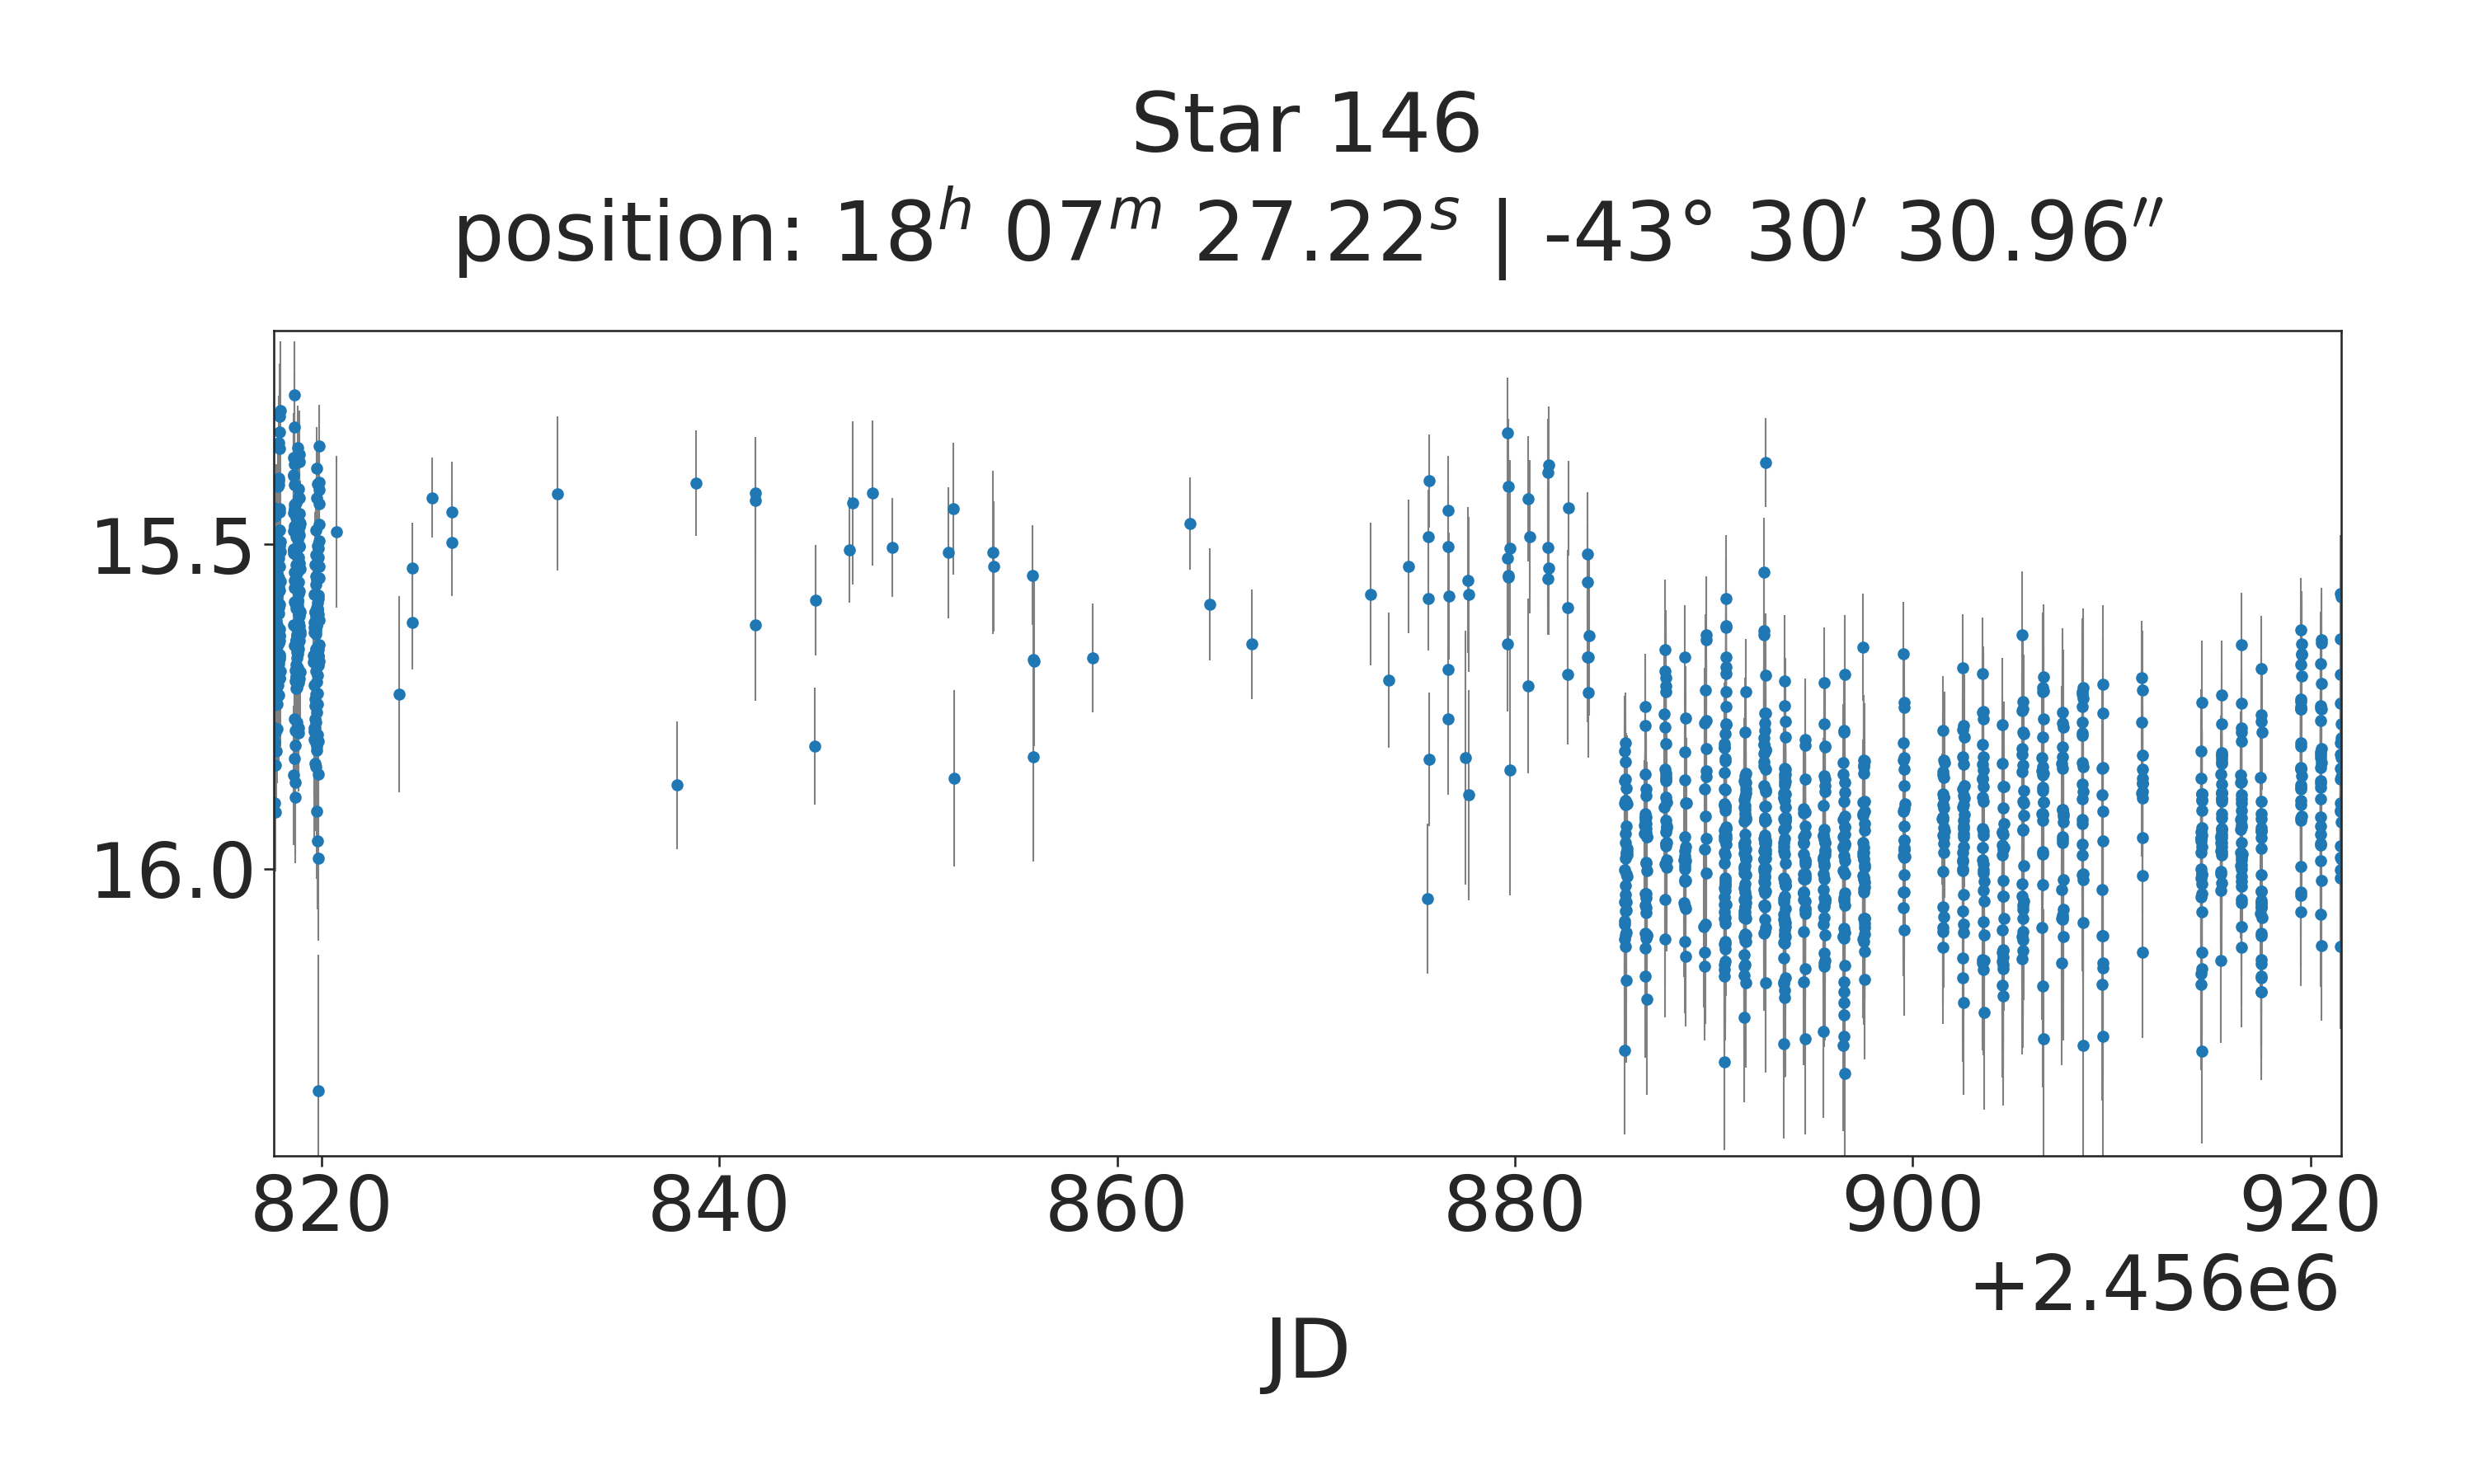 Star 146
position: 18h 07m 27.22s | -43° 30′ 30.96′′
15.5
16.0
820 840 860 880 900 920
+2.456e6
JD